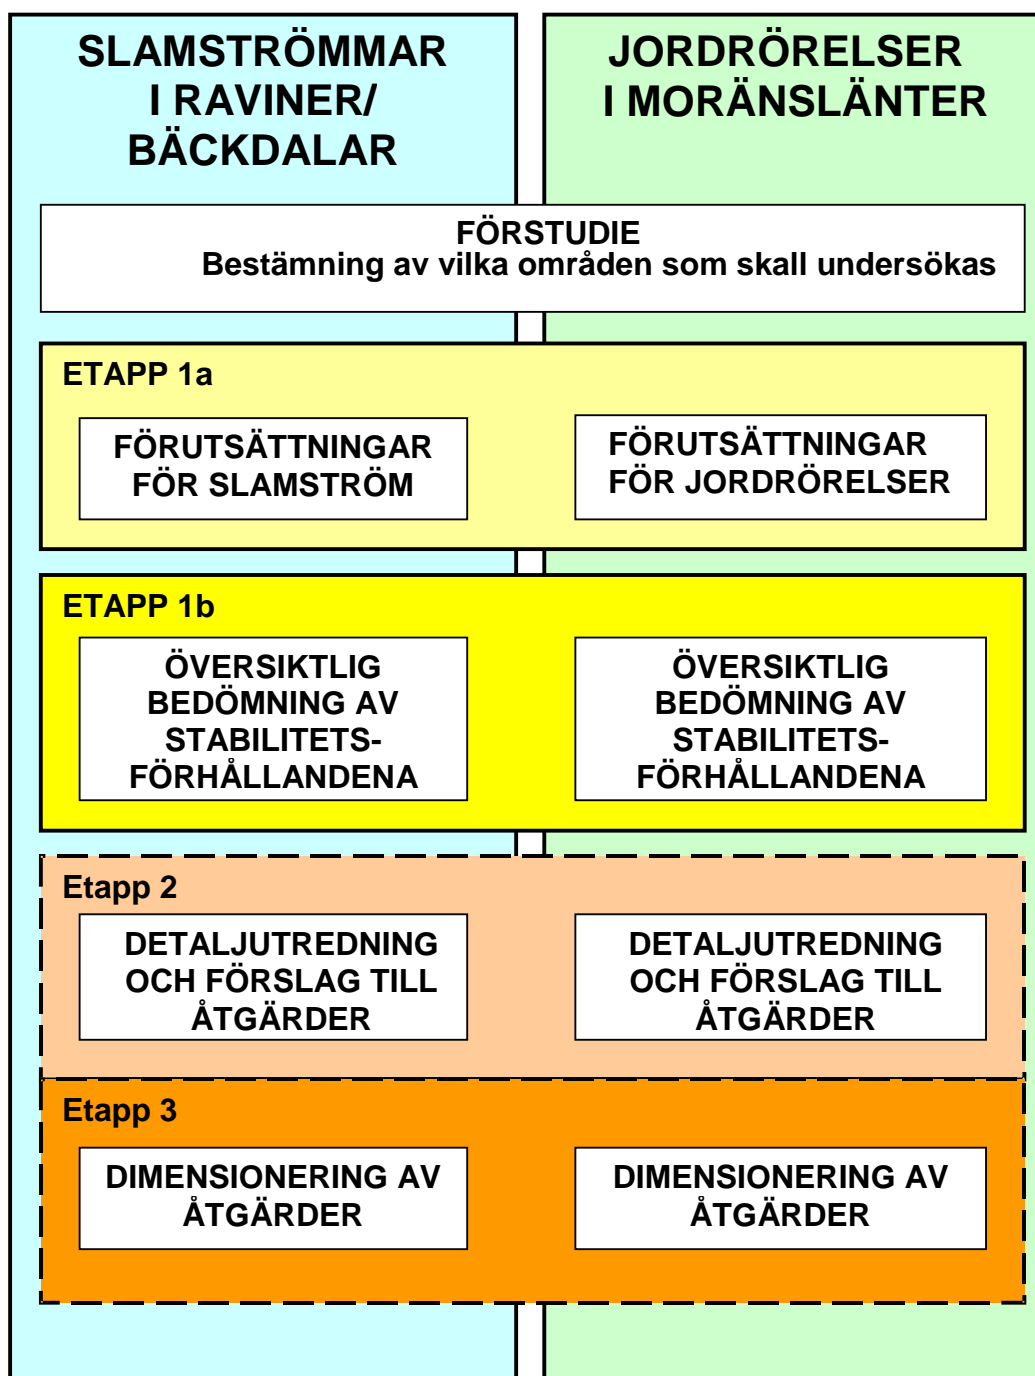 SLAMSTRÖMMAR
I RAVINER/
BÄCKDALAR
JORDRÖRELSER
I MORÄNSLÄNTER
FÖRSTUDIE
Bestämning av vilka områden som skall undersökas
ETAPP 1a
FÖRUTSÄTTNINGAR
FÖR SLAMSTRÖM
FÖRUTSÄTTNINGAR
FÖR JORDRÖRELSER
ETAPP 1b
ÖVERSIKTLIG
BEDÖMNING AV
STABILITETS-
FÖRHÅLLANDENA
ÖVERSIKTLIG
BEDÖMNING AV
STABILITETS-
FÖRHÅLLANDENA
Etapp 2
DETALJUTREDNING
OCH FÖRSLAG TILL
ÅTGÄRDER
DETALJUTREDNING
OCH FÖRSLAG TILL
ÅTGÄRDER
Etapp 3
DIMENSIONERING AV
ÅTGÄRDER
DIMENSIONERING AV
ÅTGÄRDER